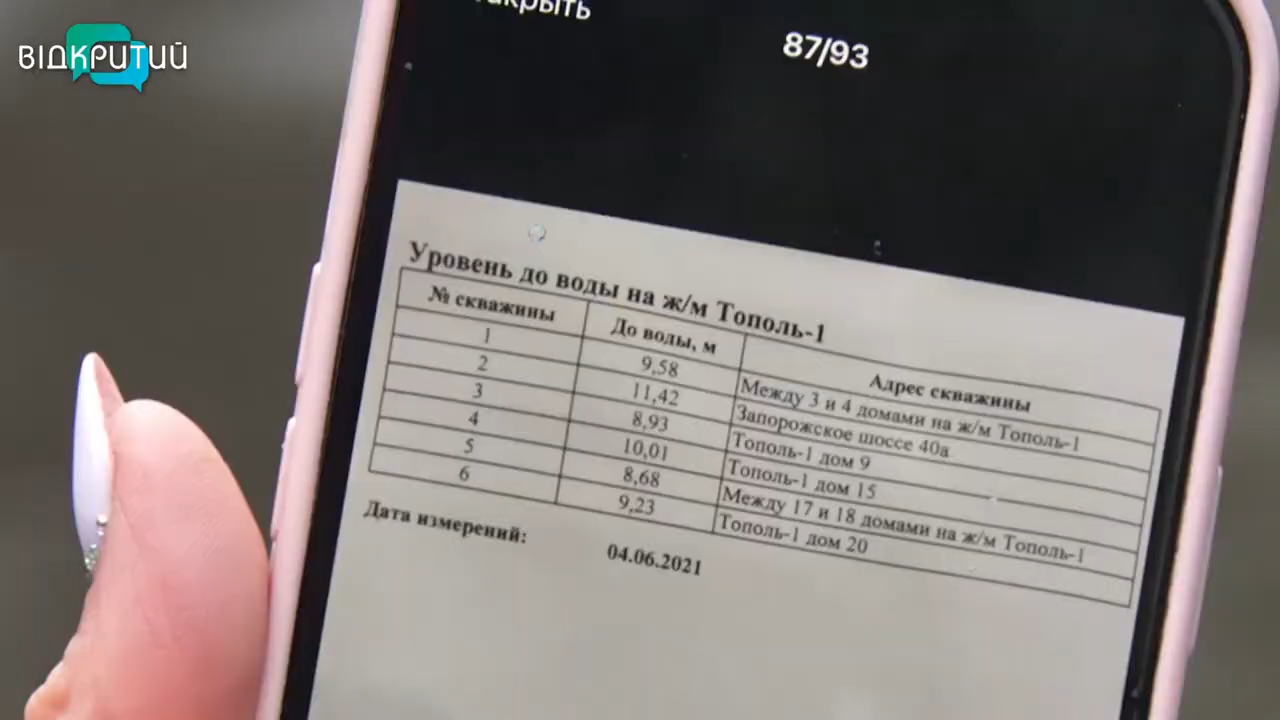 ВІДКРИТИЙ
87/93
Уровень до воды на ж/м Тополь-1
№ скважины До воды, м Адрес скважины
1 9,58 Между 3 и 4 домами на ж/м Тополь-1
2 11,42 Запорожское шоссе 40а
3 8,93 Тополь-1 дом 9
4 10,01 Тополь-1 дом 15
5 8,68 Между 17 и 18 домами на ж/м Тополь-1
6 9,23 Тополь-1 дом 20
Дата измерений: 04.06.2021